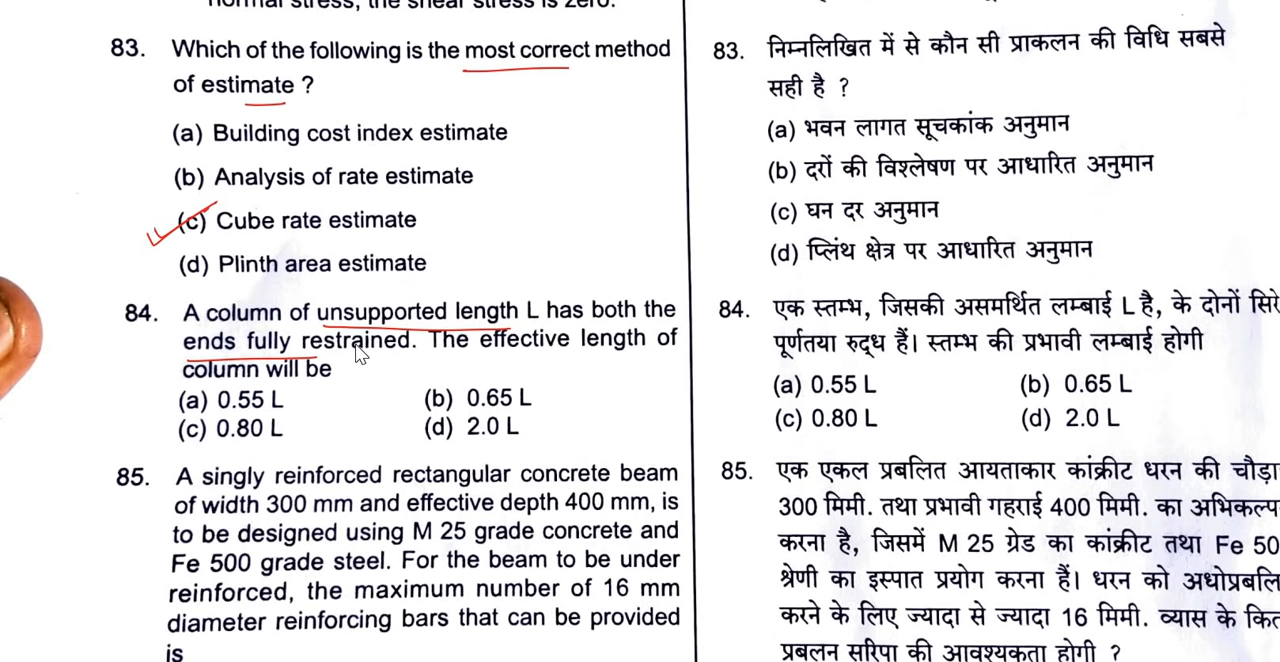 normal stress, the shear stress is zero.
83. Which of the following is the most correct method
of estimate ?
(a) Building cost index estimate
(b) Analysis of rate estimate
(c) Cube rate estimate
(d) Plinth area estimate
84. A column of unsupported length L has both the
ends fully restrained. The effective length of
column will be
(a) 0.55 L (b) 0.65 L
(c) 0.80 L (d) 2.0 L
85. A singly reinforced rectangular concrete beam
of width 300 mm and effective depth 400 mm, is
to be designed using M 25 grade concrete and
Fe 500 grade steel. For the beam to be under
reinforced, the maximum number of 16 mm
diameter reinforcing bars that can be provided
is
83. निम्नलिखित में से कौन सी प्राकलन की विधि सबसे
सही है ?
(a) भवन लागत सूचकांक अनुमान
(b) दरों की विश्लेषण पर आधारित अनुमान
(c) घन दर अनुमान
(d) प्लिंथ क्षेत्र पर आधारित अनुमान
84. एक स्तम्भ, जिसकी असमर्थित लम्बाई L है, के दोनों सिरे
पूर्णतया रुद्ध हैं। स्तम्भ की प्रभावी लम्बाई होगी
(a) 0.55 L (b) 0.65 L
(c) 0.80 L (d) 2.0 L
85. एक एकल प्रबलित आयताकार कांक्रीट धरन की चौड़ा
300 मिमी. तथा प्रभावी गहराई 400 मिमी. का अभिकल्प
करना है, जिसमें M 25 ग्रेड का कांक्रीट तथा Fe 50
श्रेणी का इस्पात प्रयोग करना हैं। धरन को अधोप्रबलि
करने के लिए ज्यादा से ज्यादा 16 मिमी. व्यास के कित
प्रबलन सरिपा की आवश्यकता होगी ?